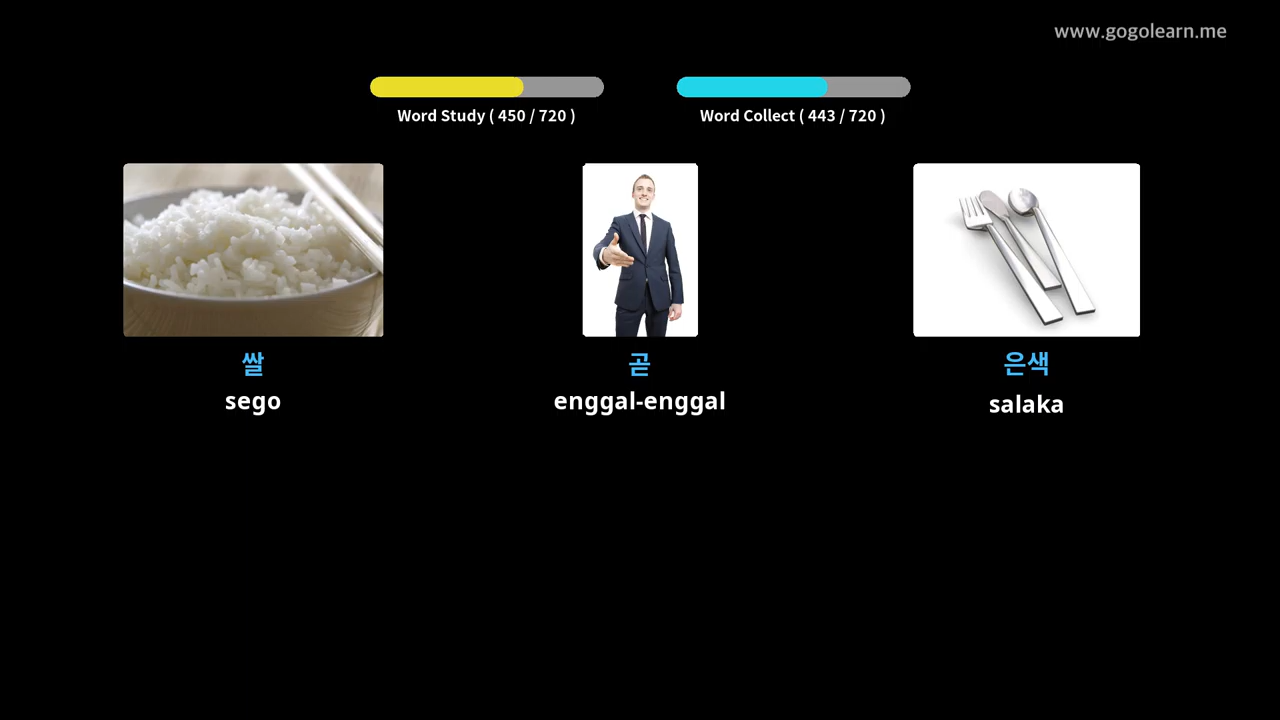 www.gogolearn.me
Word Study ( 450 / 720 )
Word Collect ( 443 / 720 )
쌀
sego
곧
enggal-enggal
은색
salaka